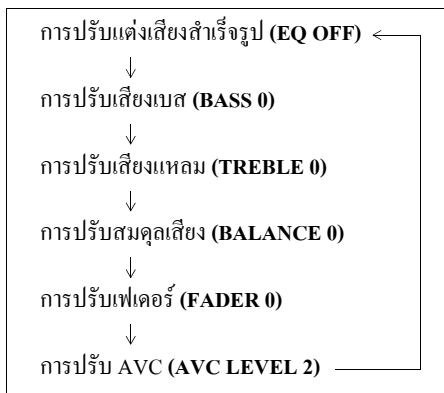 การปรับแต่งเสียงสำเร็จรูป (EQ OFF)
การปรับเสียงเบส (BASS 0)
การปรับเสียงแหลม (TREBLE 0)
การปรับสมดุลเสียง (BALANCE 0)
การปรับเฟเดอร์ (FADER 0)
การปรับ AVC (AVC LEVEL 2)